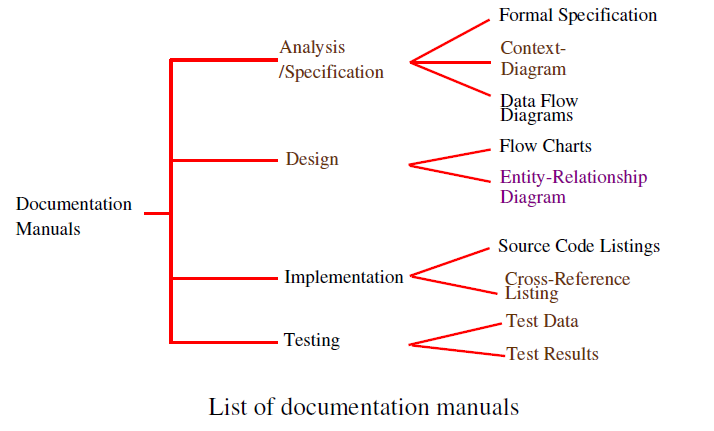 Formal Specification
Analysis
/Specification
Context-
Diagram
Data Flow
Diagrams
Design
Flow Charts
Entity-Relationship
Diagram
Documentation
Manuals
Implementation
Source Code Listings
Cross-Reference
Listing
Testing
Test Data
Test Results
List of documentation manuals